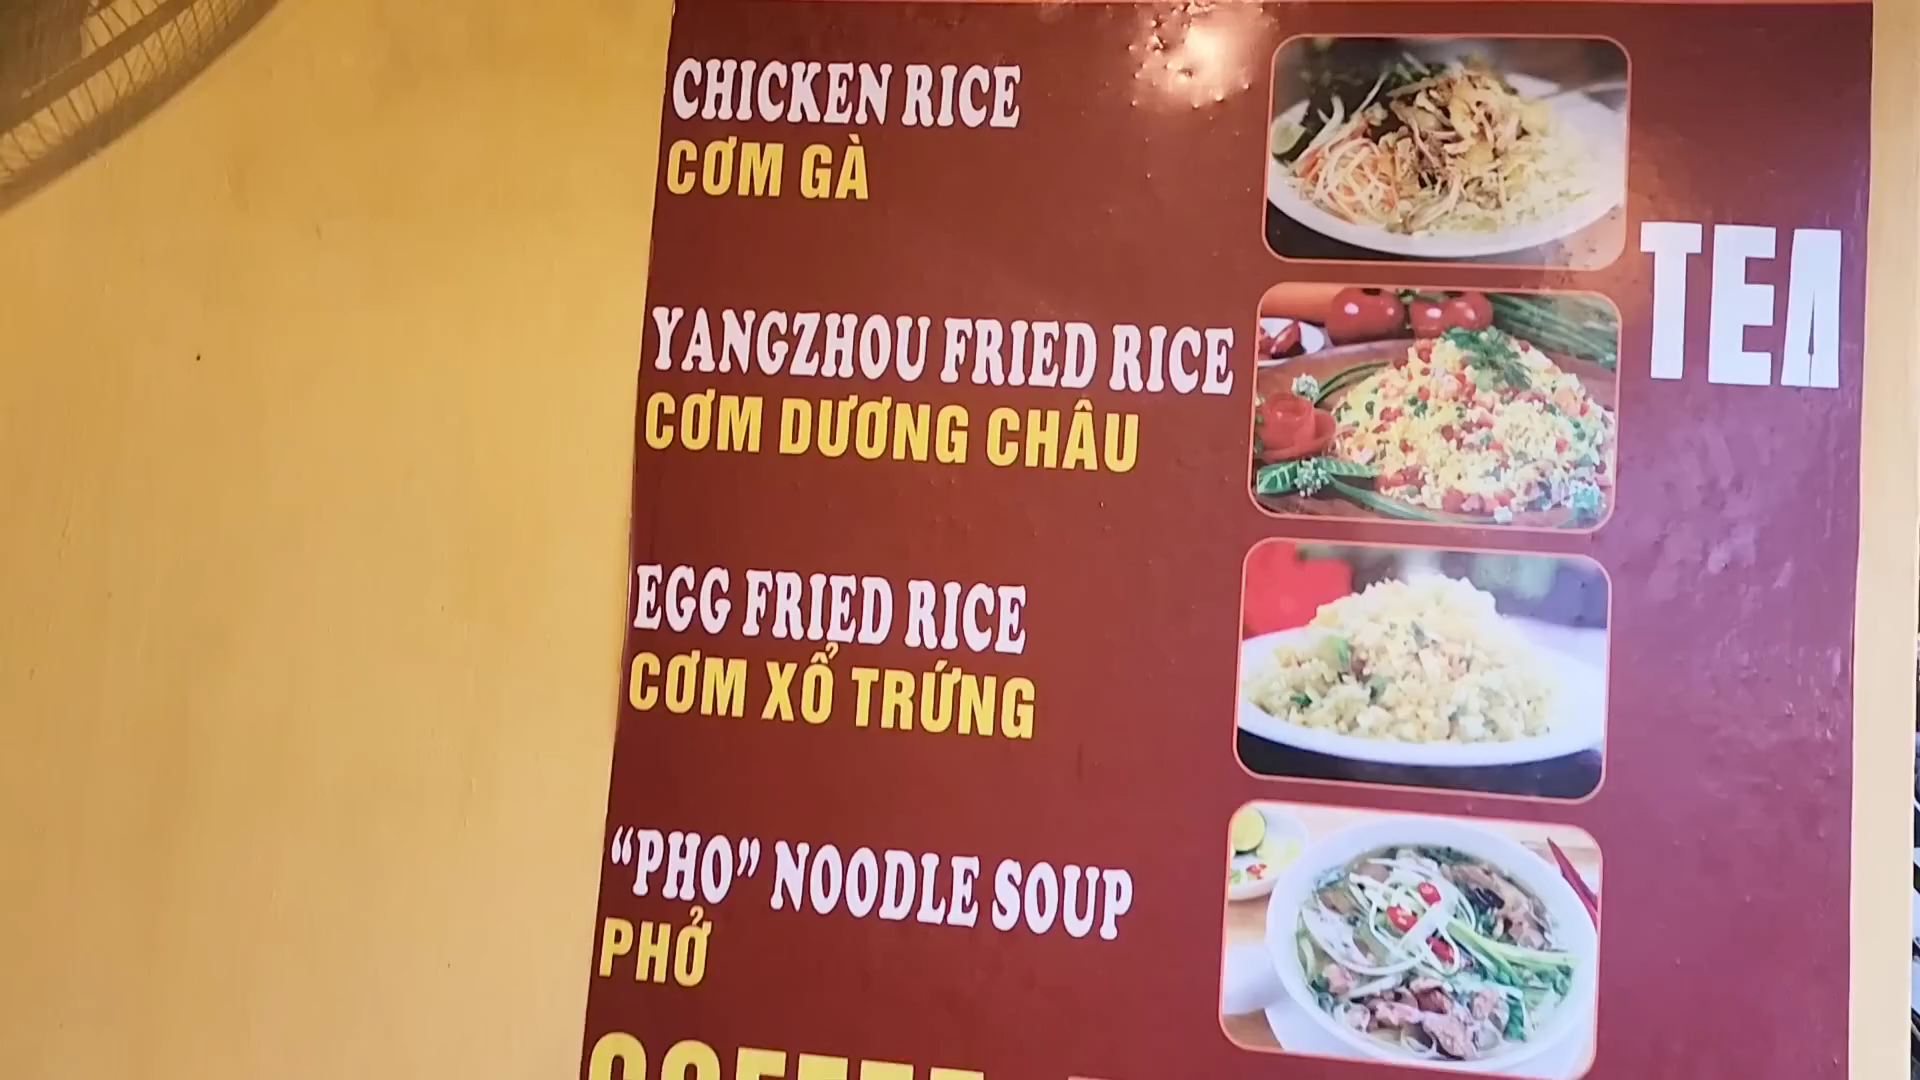 CHICKEN RICE
CƠM GÀ
TEA
YANGZHOU FRIED RICE
CƠM DƯƠNG CHÂU
EGG FRIED RICE
CƠM XỔ TRỨNG
“PHO” NOODLE SOUP
PHỞ